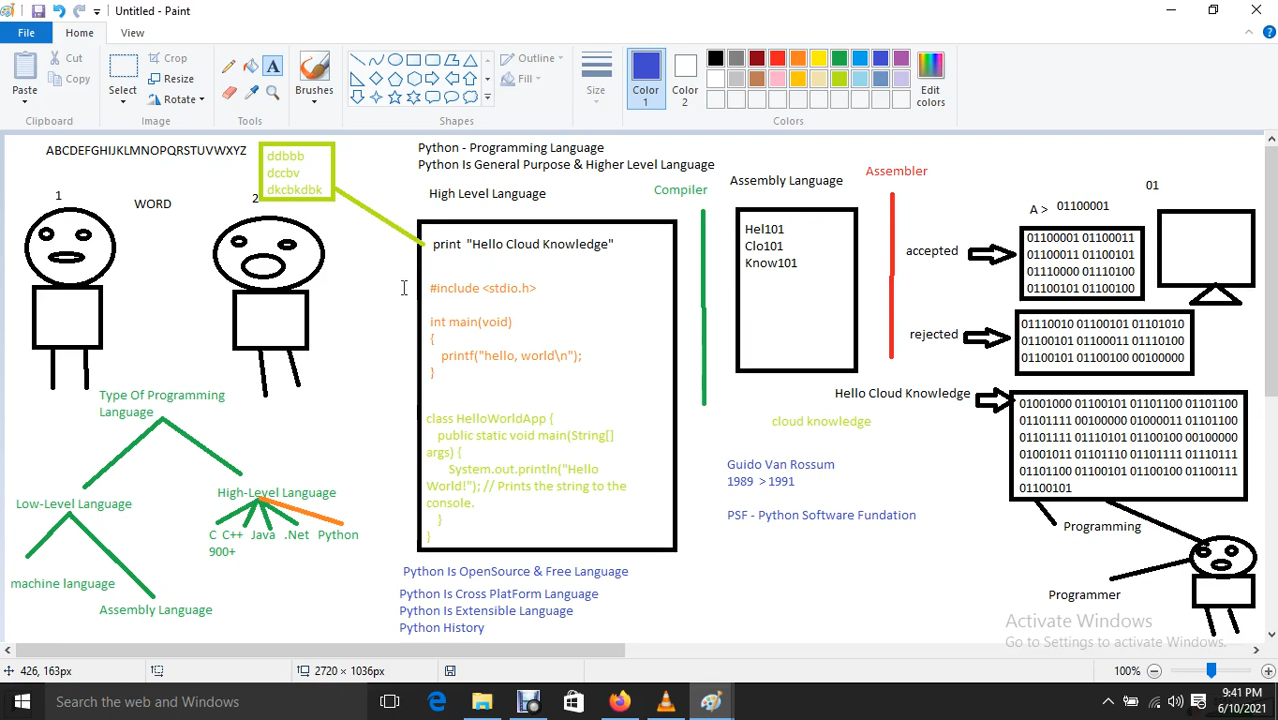 Untitled - Paint
File
Home
View
Paste
Cut
Copy
Clipboard
Select
Crop
Resize
Rotate
Image
A
Tools
Brushes
Shapes
Outline
Fill
Size
Color 1
Color 2
Edit colors
Colors
ABCDEFGHIJKLMNOPQRSTUVWXYZ
ddbbb
dccbv
dkcbkdbk
1
WORD
2
Type Of Programming
Language
Low-Level Language
High-Level Language
C C++ Java .Net Python
900+
machine language
Assembly Language
Python - Programming Language
Python Is General Purpose & Higher Level Language
High Level Language
print "Hello Cloud Knowledge"
#include <stdio.h>
int main(void)
{
printf("hello, world\n");
}
class HelloWorldApp {
public static void main(String[]
args) {
System.out.println("Hello
World!"); // Prints the string to the
console.
}
}
Python Is OpenSource & Free Language
Python Is Cross PlatForm Language
Python Is Extensible Language
Python History
Compiler
Assembly Language
Hel101
Clo101
Know101
cloud knowledge
Guido Van Rossum
1989 > 1991
PSF - Python Software Fundation
Assembler
01
A > 01100001
accepted
01100001 01100011
01100011 01100101
01110000 01110100
01100101 01100100
rejected
01110010 01100101 01101010
01100101 01100011 01110100
01100101 01100100 00100000
Hello Cloud Knowledge
01001000 01100101 01101100 01101100
01101111 00100000 01000011 01101100
01101111 01110101 01100100 00100000
01001011 01101110 01101111 01110111
01101100 01100101 01100100 01100111
01100101
Programming
Programmer
Activate Windows
Go to Settings to activate Windows.
426, 163px
2720 × 1036px
100%
Search the web and Windows
9:41 PM
6/10/2021